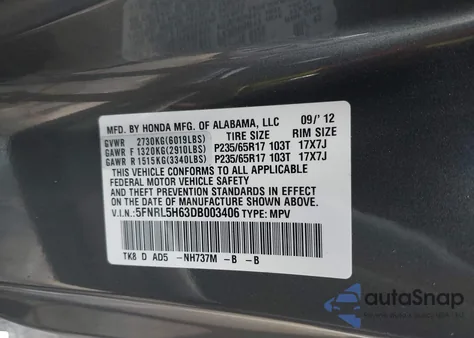 MFD. BY HONDA MFG. OF ALABAMA, LLC 09/'12
TIRE SIZE RIM SIZE
GVWR 2730KG(6019LBS)
GAWR F 1320KG(2910LBS) P235/65R17 103T 17X7J
GAWR R 1515KG(3340LBS) P235/65R17 103T 17X7J
THIS VEHICLE CONFORMS TO ALL APPLICABLE
FEDERAL MOTOR VEHICLE SAFETY, BUMPER,
AND THEFT PREVENTION STANDARDS IN EFFECT
ON THE DATE OF MANUFACTURE SHOWN ABOVE.
V.I.N.: 5FNRL5H63DB003406 TYPE: MPV
TK8 D AD5 -NH737M -B -B
autoSnap